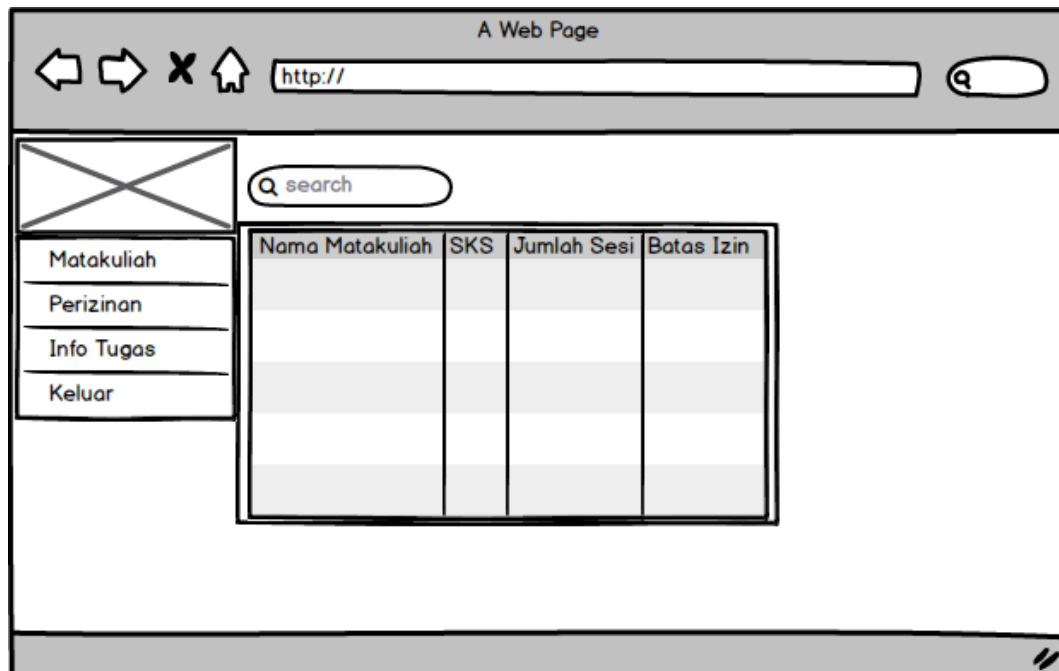 A Web Page
http://
search
Nama Matakuliah SKS Jumlah Sesi Batas Izin
Matakuliah
Perizinan
Info Tugas
Keluar